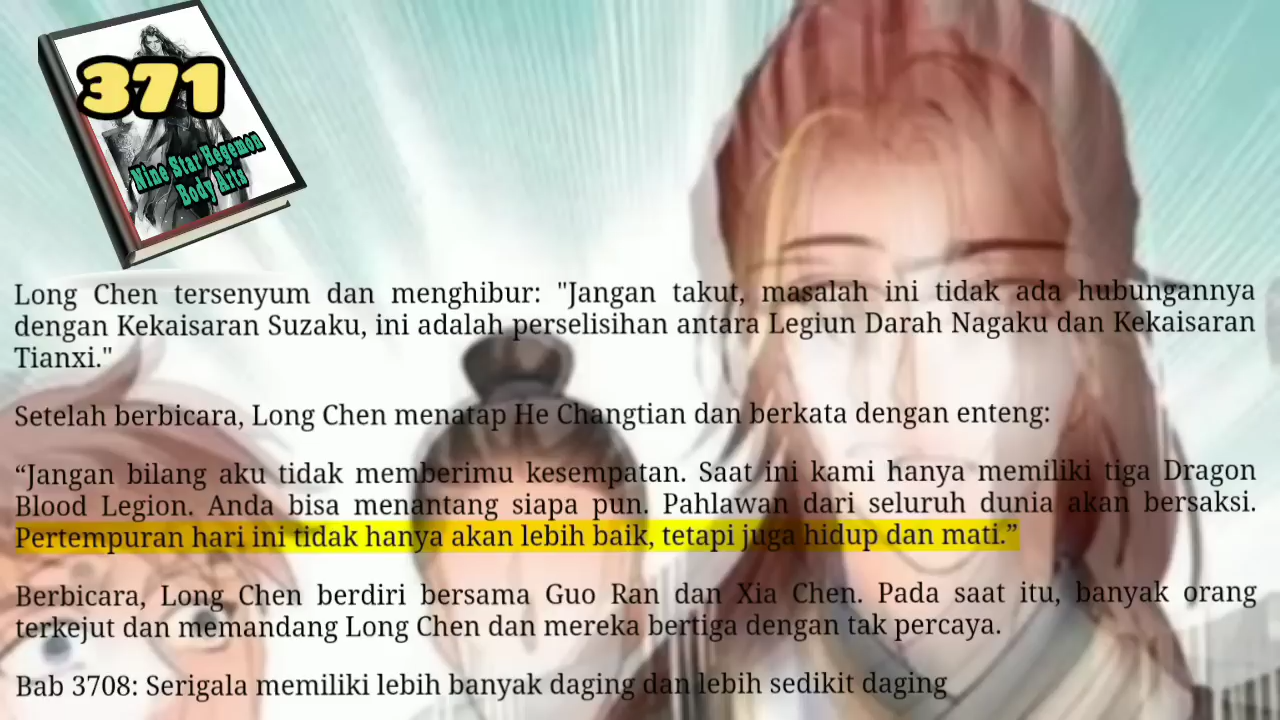 371
Nine Star Hegemon
Body Arts
Long Chen tersenyum dan menghibur: "Jangan takut, masalah ini tidak ada hubungannya
dengan Kekaisaran Suzaku, ini adalah perselisihan antara Legiun Darah Nagaku dan Kekaisaran
Tianxi."
Setelah berbicara, Long Chen menatap He Changtian dan berkata dengan enteng:
“Jangan bilang aku tidak memberimu kesempatan. Saat ini kami hanya memiliki tiga Dragon
Blood Legion. Anda bisa menantang siapa pun. Pahlawan dari seluruh dunia akan bersaksi.
Pertempuran hari ini tidak hanya akan lebih baik, tetapi juga hidup dan mati.”
Berbicara, Long Chen berdiri bersama Guo Ran dan Xia Chen. Pada saat itu, banyak orang
terkejut dan memandang Long Chen dan mereka bertiga dengan tak percaya.
Bab 3708: Serigala memiliki lebih banyak daging dan lebih sedikit daging